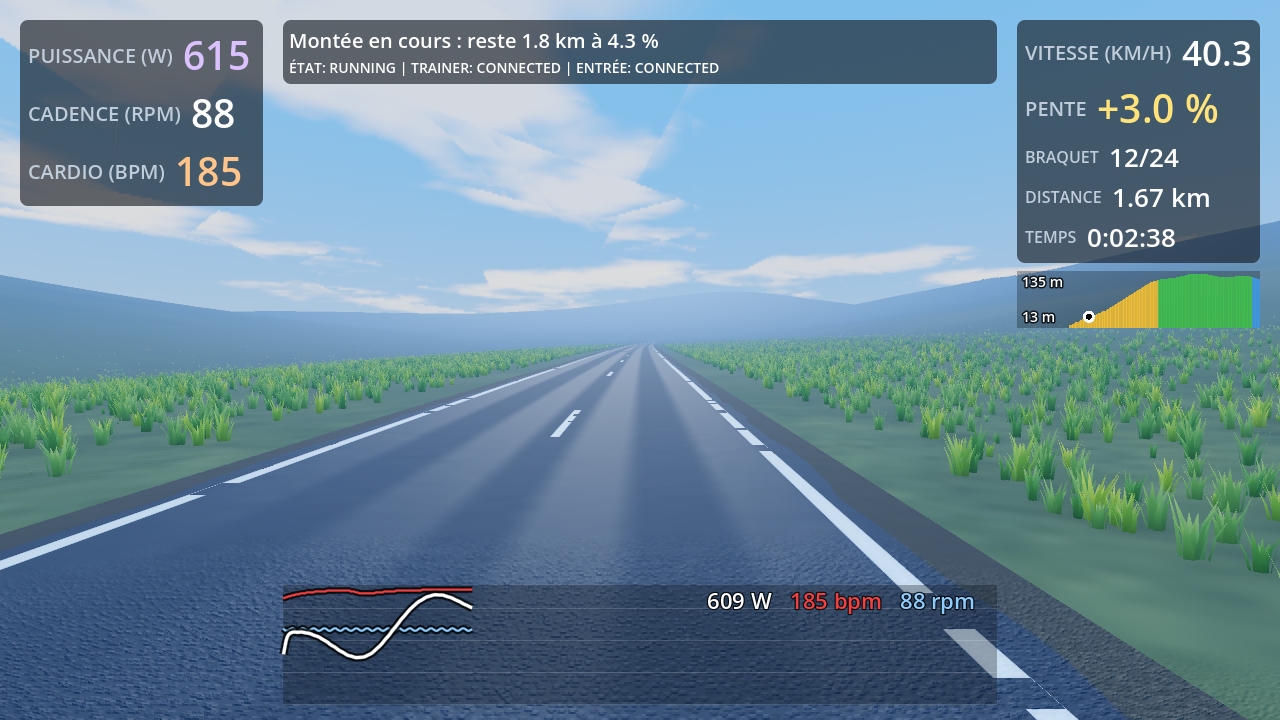 PUISSANCE (W) 615
CADENCE (RPM) 88
CARDIO (BPM) 185
Montée en cours : reste 1.8 km à 4.3 %
ÉTAT: RUNNING | TRAINER: CONNECTED | ENTRÉE: CONNECTED
VITESSE (KM/H) 40.3
PENTE +3.0 %
BRAQUET 12/24
DISTANCE 1.67 km
TEMPS 0:02:38
135 m
13 m
609 W 185 bpm 88 rpm